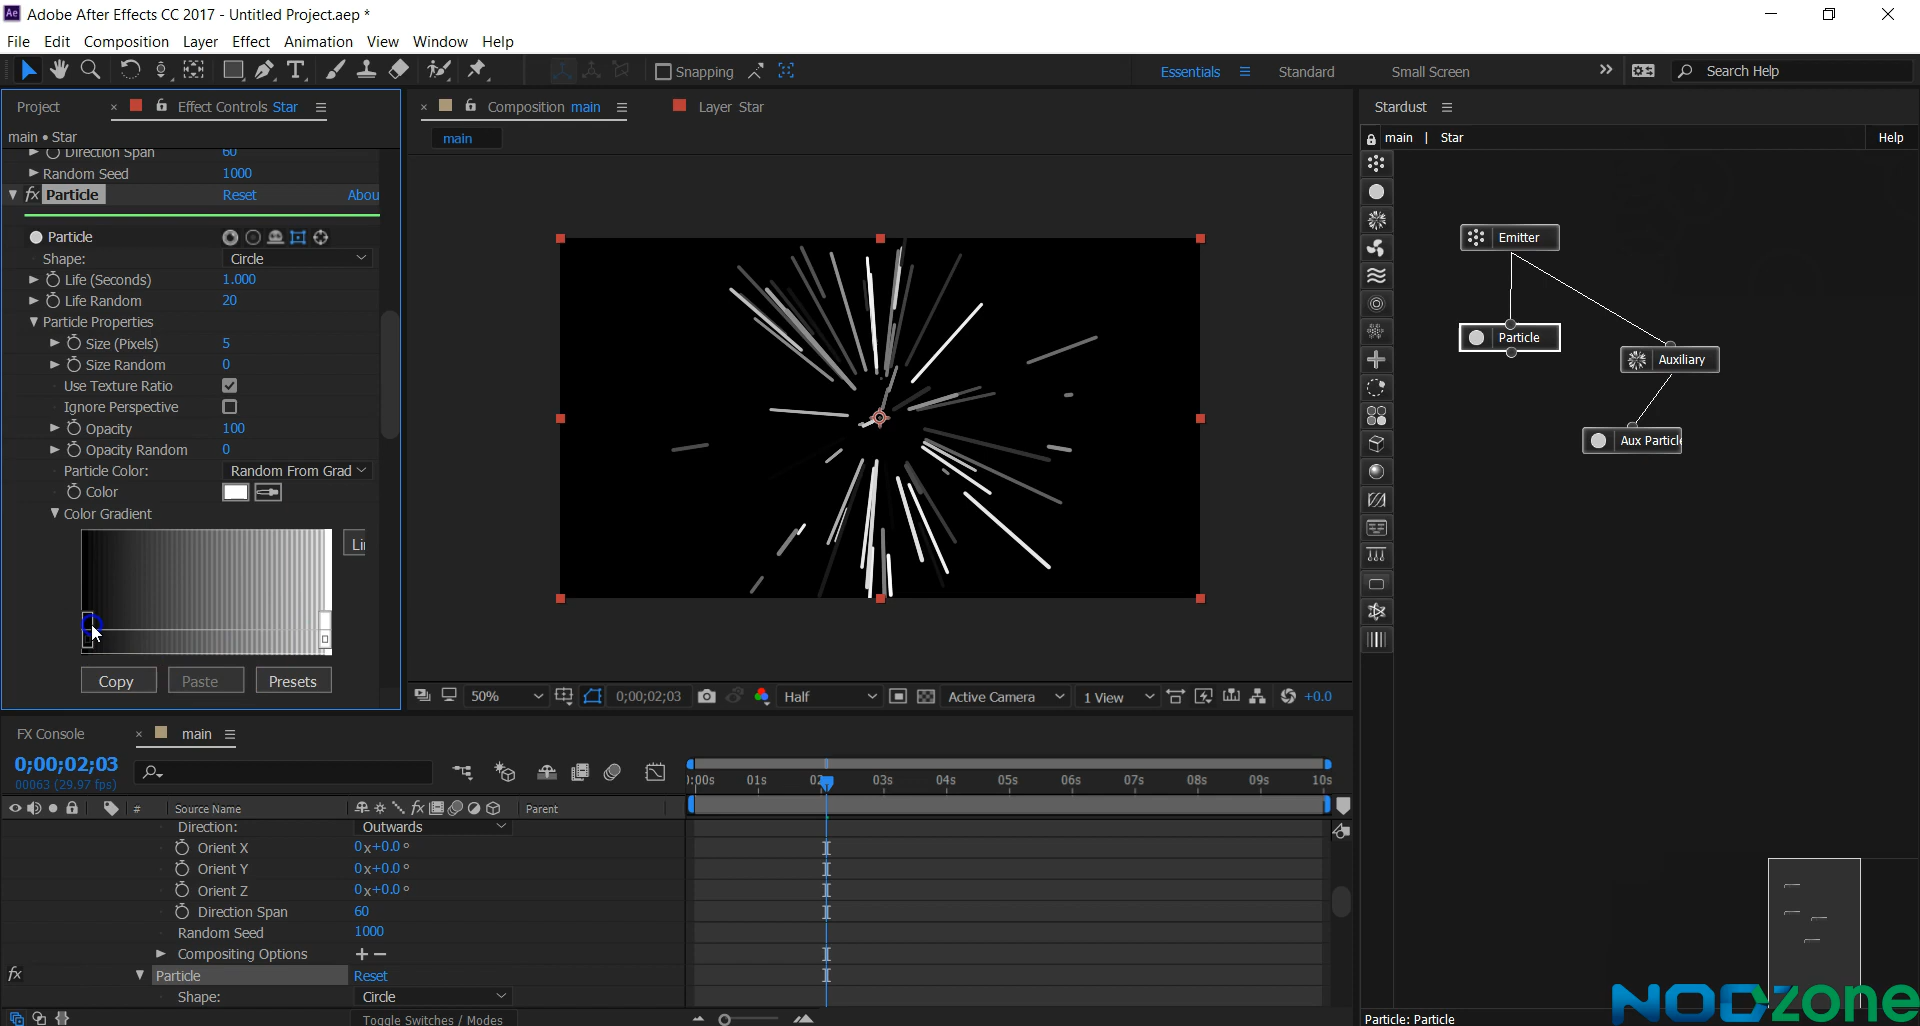 Ae Adobe After Effects CC 2017 - Untitled Project.aep *
File Edit Composition Layer Effect Animation View Window Help
T Snapping Essentials Standard Small Screen Search Help
Project × Effect Controls Star × Composition main Layer Star Stardust
main • Star main main | Star Help
Direction Span 60
Random Seed 1000
fx Particle Reset Abou
Particle
Shape: Circle
Life (Seconds) 1.000
Life Random 20
Particle Properties
Size (Pixels) 5
Size Random 0
Use Texture Ratio
Ignore Perspective
Opacity 100
Opacity Random 0
Particle Color: Random From Grad
Color
Color Gradient
Li
Copy Paste Presets
Emitter
Particle
Auxiliary
Aux Particle
50% 0;00;02;03 Half Active Camera 1 View +0.0
FX Console × main
0;00;02;03
00063 (29.97 fps)
):00s 01s 02 03s 04s 05s 06s 07s 08s 09s 10s
# Source Name fx Parent
Direction: Outwards
Orient X 0x+0.0°
Orient Y 0x+0.0°
Orient Z 0x+0.0°
Direction Span 60
Random Seed 1000
Compositing Options + −
fx Particle Reset
Shape: Circle
Toggle Switches / Modes
Particle: Particle
NODzone